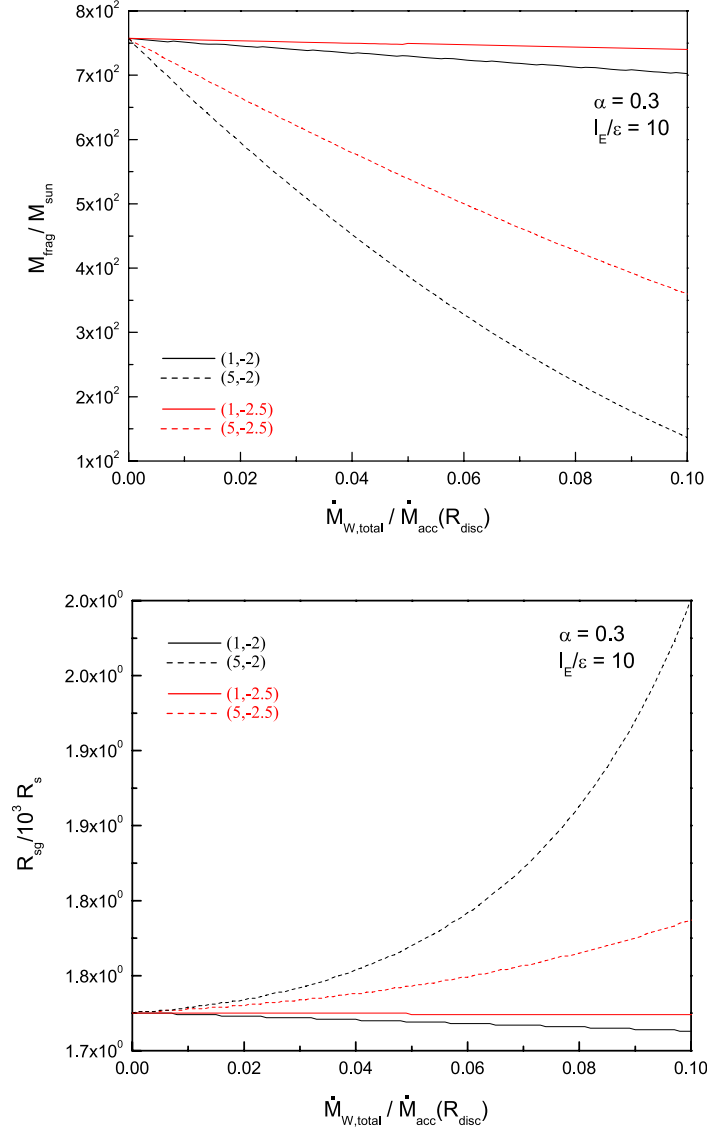 8x10²
7x10²
6x10²
5x10²
4x10²
3x10²
2x10²
1x10²
M_frag / M_sun
α = 0.3
l_E/ε = 10
(1,-2)
(5,-2)
(1,-2.5)
(5,-2.5)
0.00 0.02 0.04 0.06 0.08 0.10
Ṁ_W,total / Ṁ_acc(R_disc)
2.0x10⁰
2.0x10⁰
1.9x10⁰
1.9x10⁰
1.8x10⁰
1.8x10⁰
1.7x10⁰
R_sg/10³ R_s
(1,-2)
(5,-2)
(1,-2.5)
(5,-2.5)
α = 0.3
l_E/ε = 10
0.00 0.02 0.04 0.06 0.08 0.10
Ṁ_W,total / Ṁ_acc(R_disc)